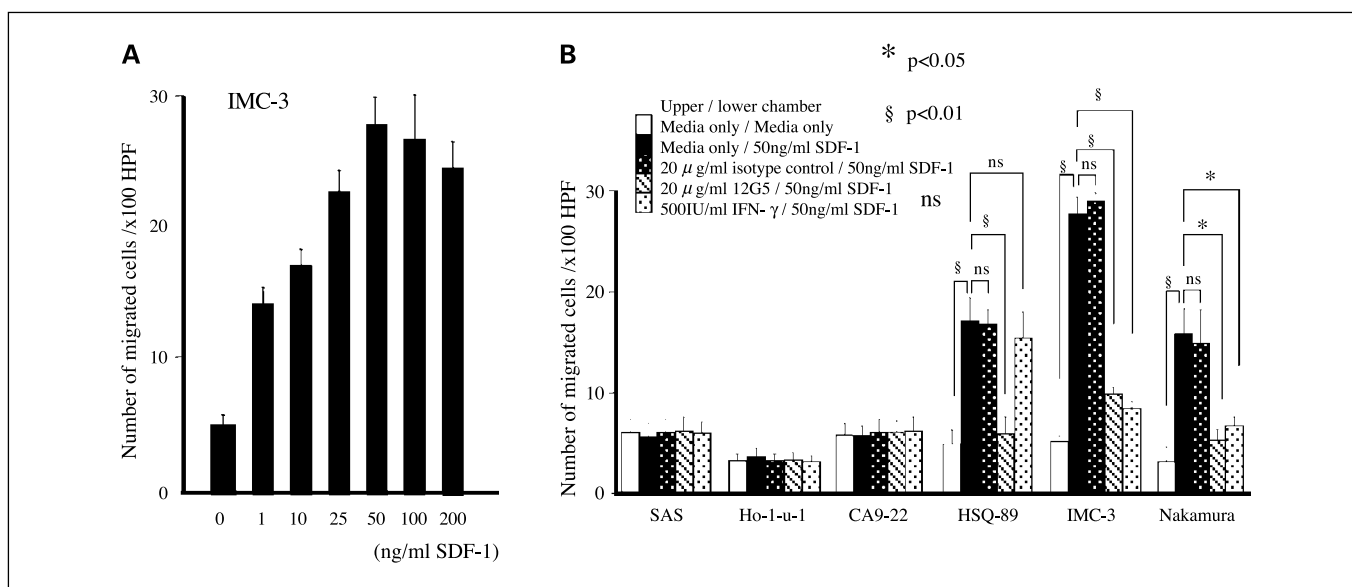 A
IMC-3
Number of migrated cells /x100 HPF
30
20
10
0
0 1 10 25 50 100 200
(ng/ml SDF-1)
B
* p<0.05
§ p<0.01
Upper / lower chamber
Media only / Media only
Media only / 50ng/ml SDF-1
20 μg/ml isotype control / 50ng/ml SDF-1
20 μg/ml 12G5 / 50ng/ml SDF-1
500IU/ml IFN-γ / 50ng/ml SDF-1
ns
Number of migrated cells /x100 HPF
30
20
10
0
ns
§
§ ns
§
§
§ ns
*
*
§ ns
SAS Ho-1-u-1 CA9-22 HSQ-89 IMC-3 Nakamura